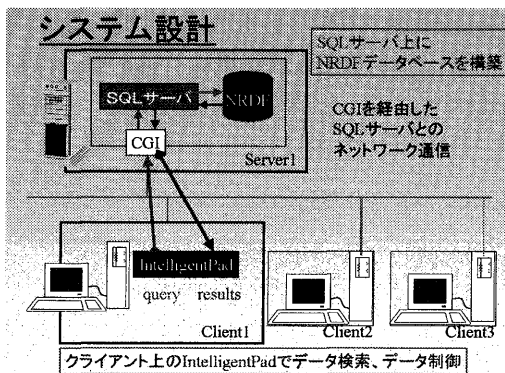 システム設計
SQLサーバ上に
NRDFデータベースを構築
SQLサーバ
NRDF
CGIを経由した
SQLサーバとの
ネットワーク通信
CGI
Server1
IntelligentPad
query results
Client1
Client2
Client3
クライアント上のIntelligentPadでデータ検索、データ制御